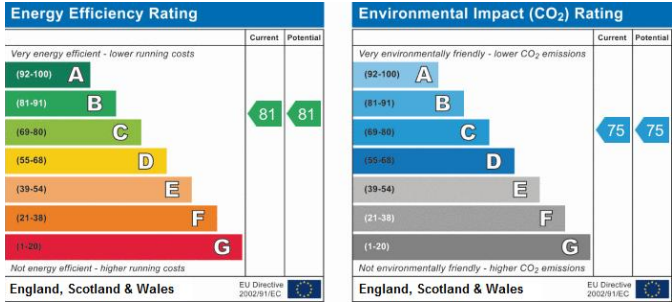 Energy Efficiency Rating
Current Potential
Very energy efficient - lower running costs
(92-100) A
(81-91) B
(69-80) C
(55-68) D
(39-54) E
(21-38) F
(1-20) G
81 81
Not energy efficient - higher running costs
England, Scotland & Wales
EU Directive
2002/91/EC
Environmental Impact (CO₂) Rating
Current Potential
Very environmentally friendly - lower CO₂ emissions
(92-100) A
(81-91) B
(69-80) C
(55-68) D
(39-54) E
(21-38) F
(1-20) G
75 75
Not environmentally friendly - higher CO₂ emissions
England, Scotland & Wales
EU Directive
2002/91/EC